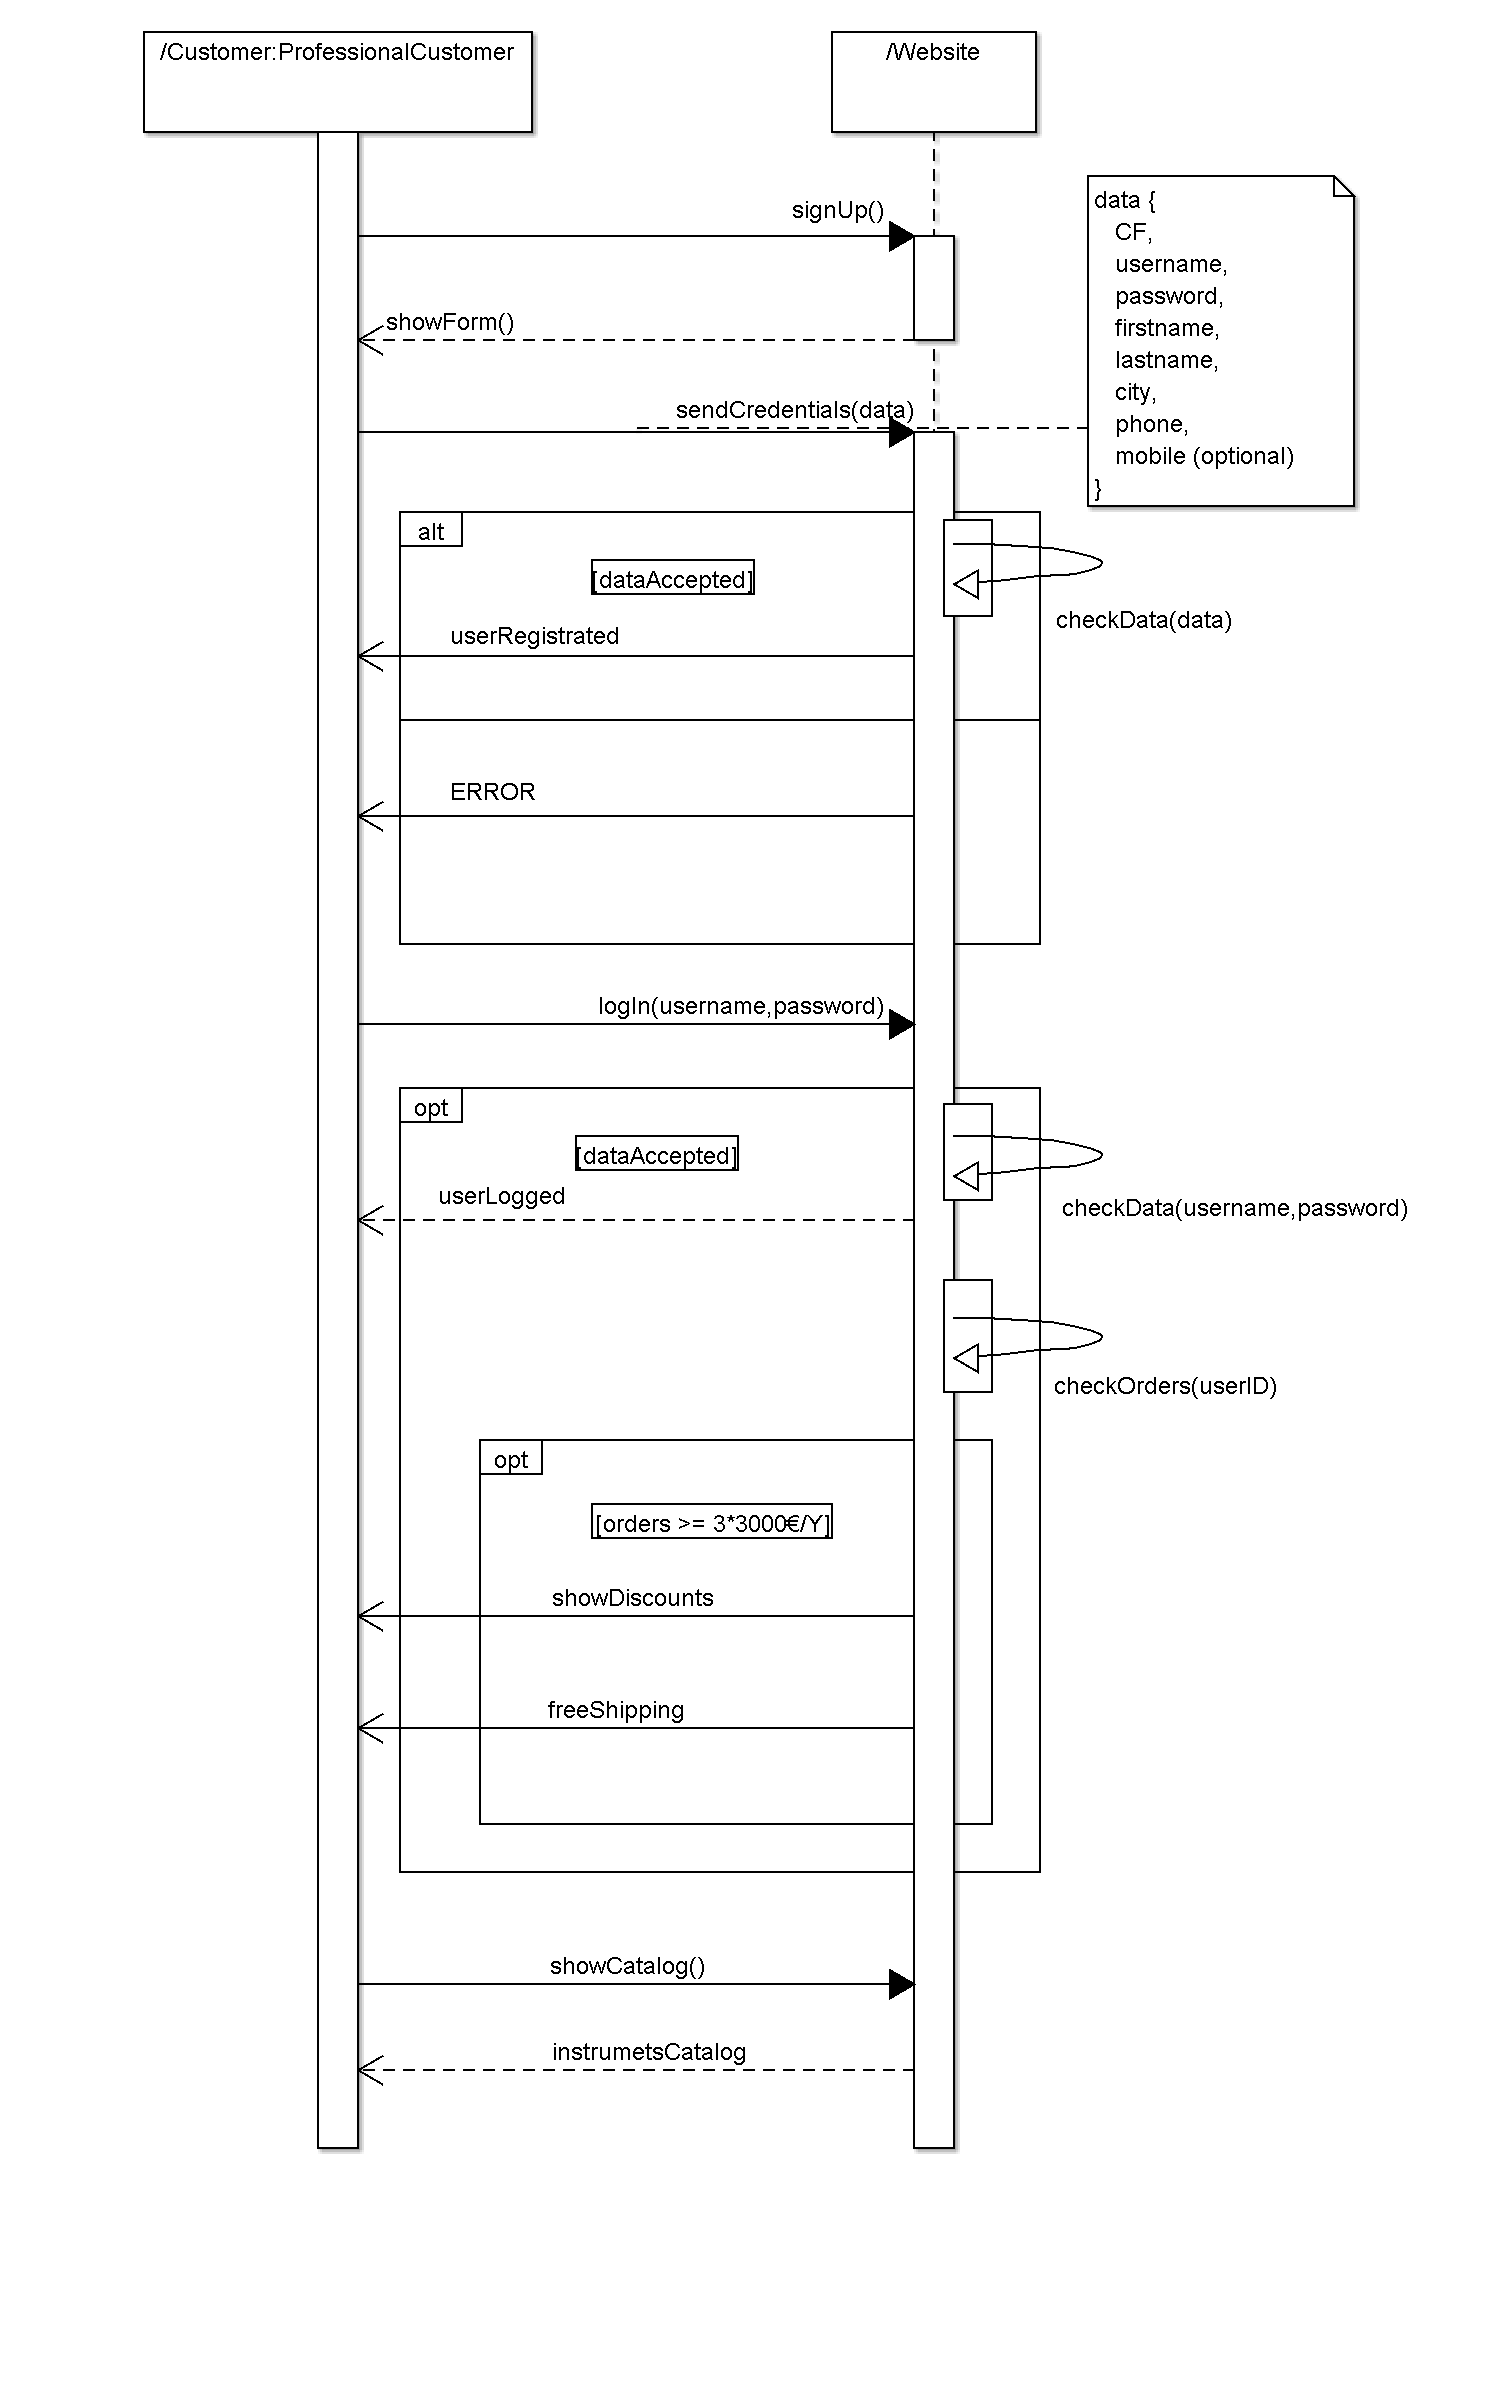 /Customer:ProfessionalCustomer
/Website
signUp()
data {
CF,
username,
password,
firstname,
lastname,
city,
phone,
mobile (optional)
}
showForm()
sendCredentials(data)
alt
[dataAccepted]
checkData(data)
userRegistrated
ERROR
logIn(username,password)
opt
[dataAccepted]
userLogged
checkData(username,password)
checkOrders(userID)
opt
[orders >= 3*3000€/Y]
showDiscounts
freeShipping
showCatalog()
instrumetsCatalog